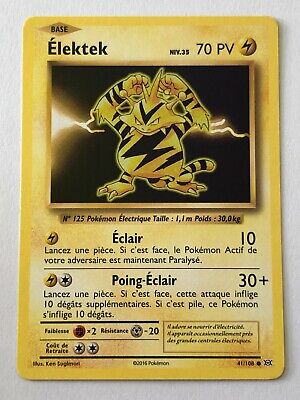 BASE
Élektek NIV.35 70 PV
N° 125 Pokémon Électrique Taille : 1,1m Poids : 30,0kg
Éclair 10
Lancez une pièce. Si c'est face, le Pokémon Actif de
votre adversaire est maintenant Paralysé.
Poing-Éclair 30+
Lancez une pièce. Si c'est face, cette attaque inflige
10 dégâts supplémentaires. Si c'est pile, ce Pokémon
s'inflige 10 dégâts.
Faiblesse ×2 Résistance -20
Coût de
Retraite
Il adore se nourrir d'électricité.
Il apparaît occasionnellement près
des grandes centrales électriques.
Illus. Ken Sugimori ©2016 Pokémon 41/108